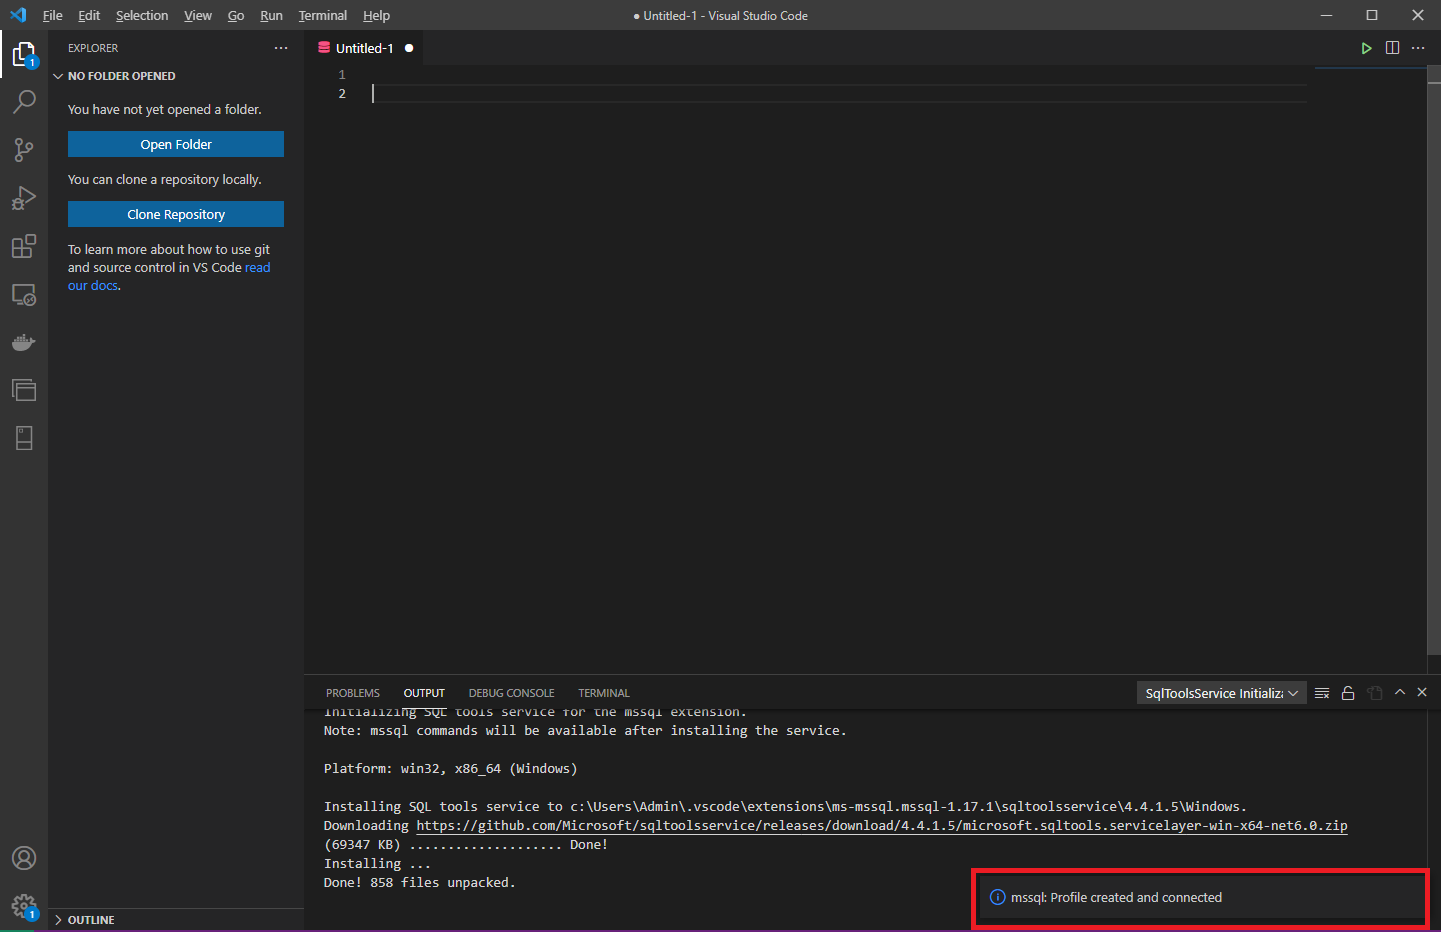 File Edit Selection View Go Run Terminal Help
● Untitled-1 - Visual Studio Code
EXPLORER
NO FOLDER OPENED
You have not yet opened a folder.
Open Folder
You can clone a repository locally.
Clone Repository
To learn more about how to use git
and source control in VS Code read
our docs.
OUTLINE
1
1
Untitled-1
1
2
PROBLEMS OUTPUT DEBUG CONSOLE TERMINAL
SqlToolsService Initializa
Initializing SQL tools service for the mssql extension.
Note: mssql commands will be available after installing the service.
Platform: win32, x86_64 (Windows)
Installing SQL tools service to c:\Users\Admin\.vscode\extensions\ms-mssql.mssql-1.17.1\sqltoolsservice\4.4.1.5\Windows.
Downloading https://github.com/Microsoft/sqltoolsservice/releases/download/4.4.1.5/microsoft.sqltools.servicelayer-win-x64-net6.0.zip
(69347 KB) .................... Done!
Installing ...
Done! 858 files unpacked.
mssql: Profile created and connected